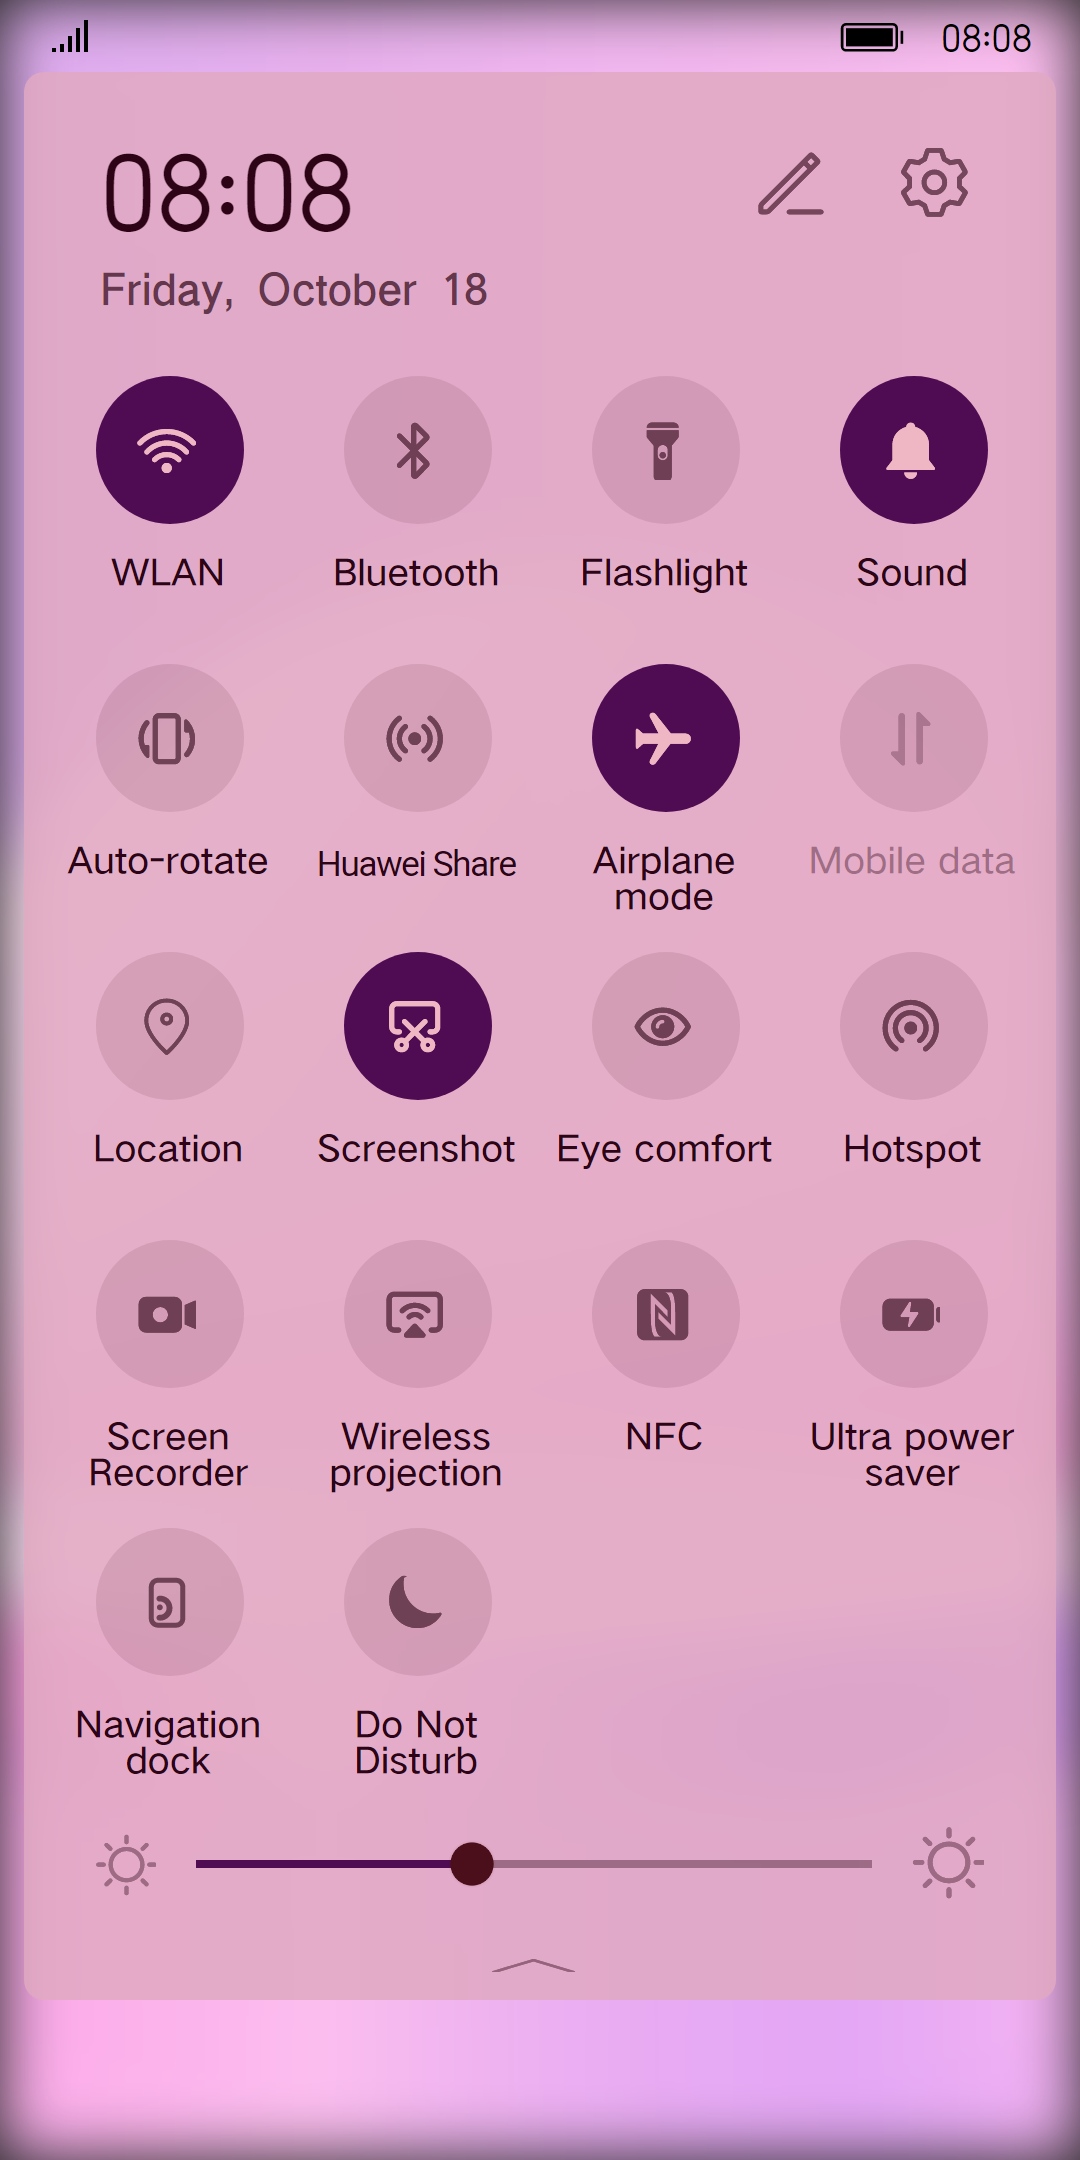 08:08
08:08
Friday, October 18
WLAN
Bluetooth
Flashlight
Sound
Auto-rotate
Huawei Share
Airplane
mode
Mobile data
Location
Screenshot
Eye comfort
Hotspot
Screen
Recorder
Wireless
projection
NFC
Ultra power
saver
Navigation
dock
Do Not
Disturb